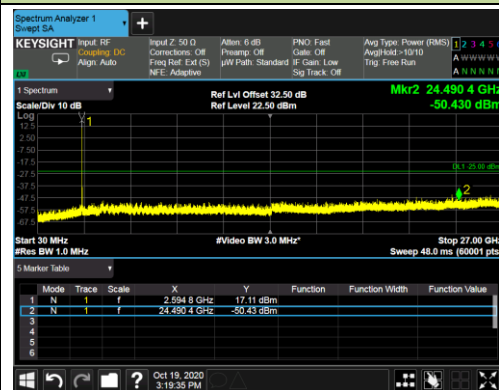 Spectrum Analyzer 1
Swept SA
KEYSIGHT
Input: RF
Coupling: DC
Align: Auto
Input Z: 50 Ω
Corrections: Off
Freq Ref: Ext (S)
NFE: Adaptive
Atten: 6 dB
Preamp: Off
µW Path: Standard
PNO: Fast
Gate: Off
IF Gain: Low
Sig Track: Off
Avg Type: Power (RMS)
Avg|Hold:>10/10
Trig: Free Run
1 2 3 4 5
A
A N N N N
1 Spectrum
Scale/Div 10 dB
Ref Lvl Offset 32.50 dB
Ref Level 22.50 dBm
Mkr2 24.490 4 GHz
-50.430 dBm
Log
12.5
2.50
-7.50
-17.5
-27.5
-37.5
-47.5
-57.5
-67.5
1
DL1 -25.00 dBm
2
Start 30 MHz
#Res BW 1.0 MHz
#Video BW 3.0 MHz*
Stop 27.00 GHz
Sweep 48.0 ms (60001 pts)
5 Marker Table
Mode Trace Scale X Y Function Function Width Function Value
1 N 1 f 2.594 8 GHz 17.11 dBm
2 N 1 f 24.490 4 GHz -50.43 dBm
3
4
5
6
?
Oct 19, 2020
3:19:35 PM